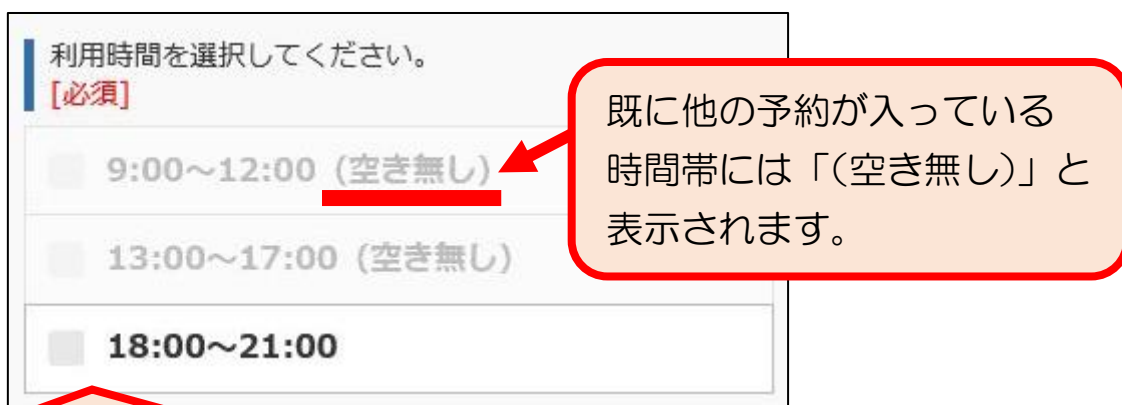 利用時間を選択してください。
[必須]
9:00～12:00 (空き無し)
13:00～17:00 (空き無し)
18:00～21:00
既に他の予約が入っている
時間帯には「(空き無し)」と
表示されます。